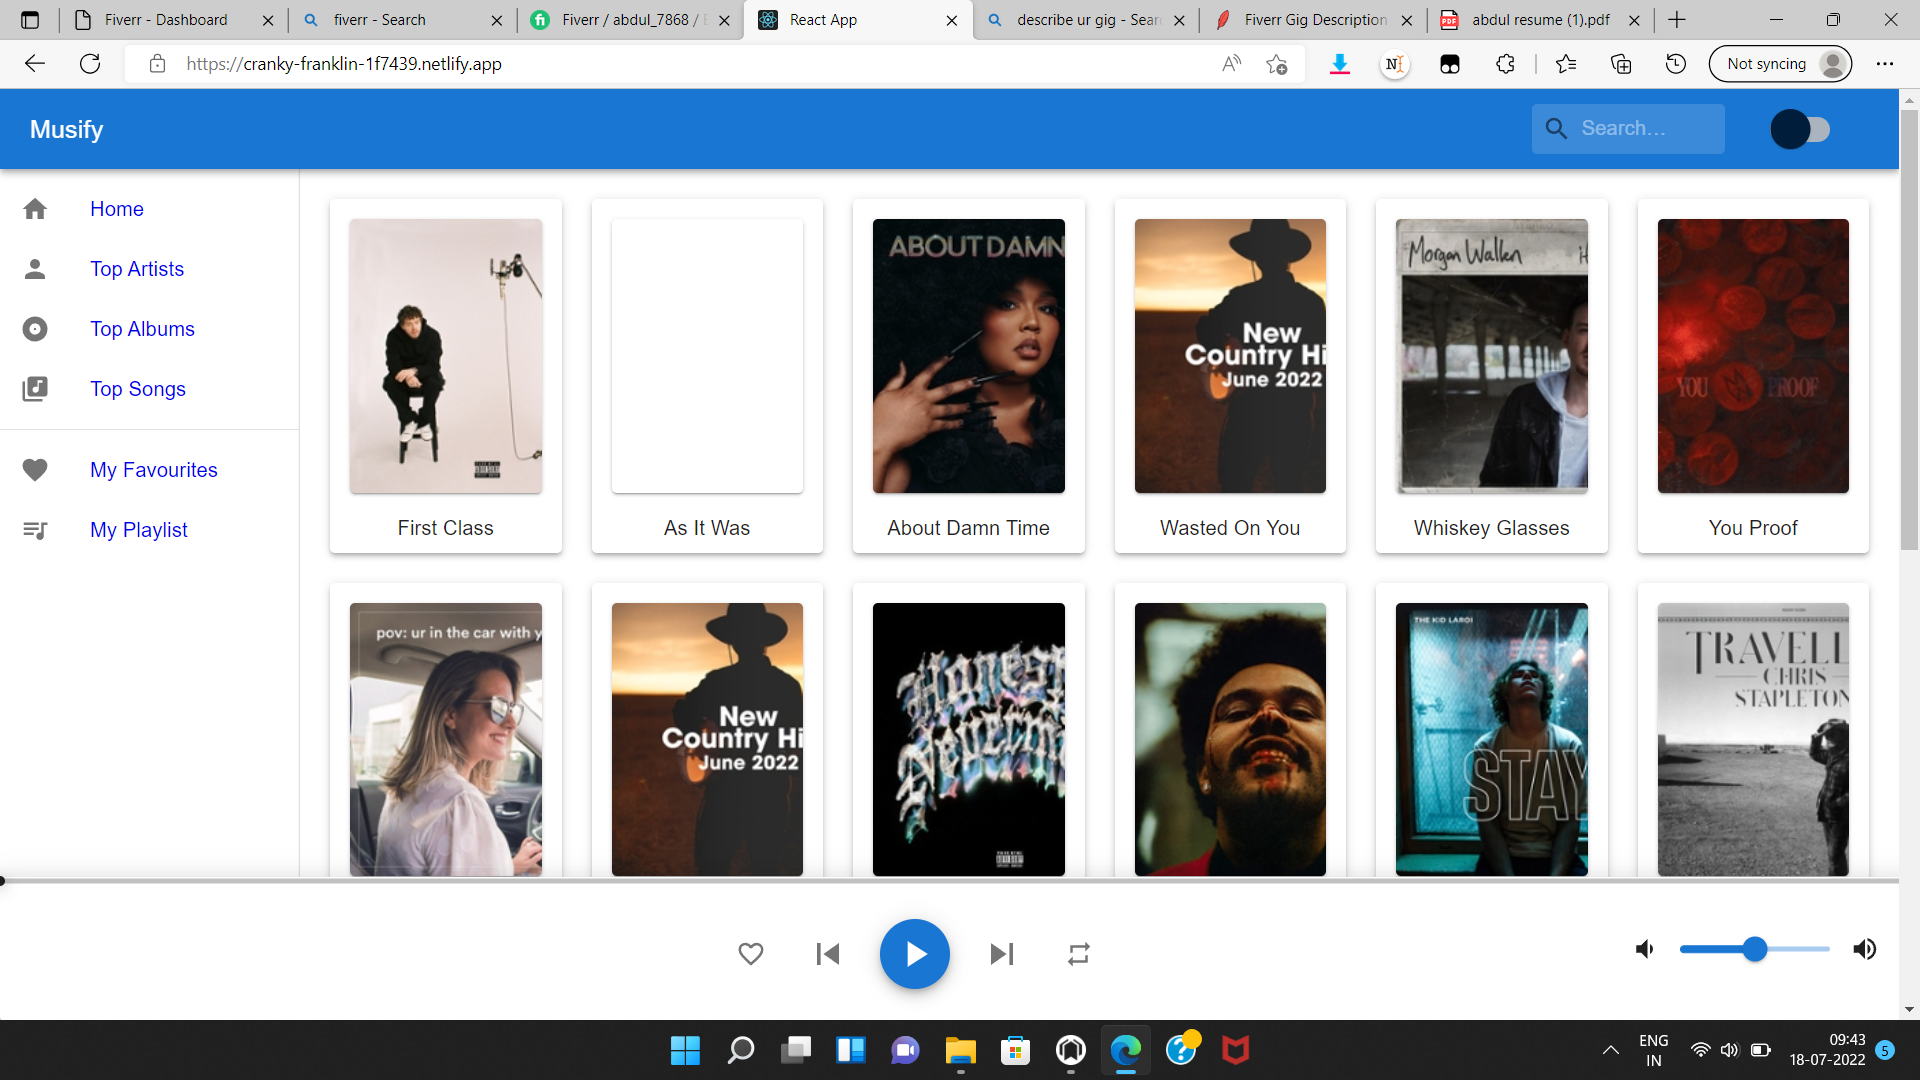 Fiverr - Dashboard
fiverr - Search
Fiverr / abdul_7868 /
React App
describe ur gig - Sear
Fiverr Gig Description
abdul resume (1).pdf
https://cranky-franklin-1f7439.netlify.app
Not syncing
Musify
Search...
Home
Top Artists
Top Albums
Top Songs
My Favourites
My Playlist
ABOUT DAMN
New
Country Hi
June 2022
Morgan Wallen
YOU PROOF
First Class
As It Was
About Damn Time
Wasted On You
Whiskey Glasses
You Proof
pov: ur in the car with y
New
Country Hi
June 2022
Honest
Nevermi
THE KID LAROI
STAY
TRAVELL
CHRIS
STAPLETON
ENG
IN
09:43
18-07-2022
5